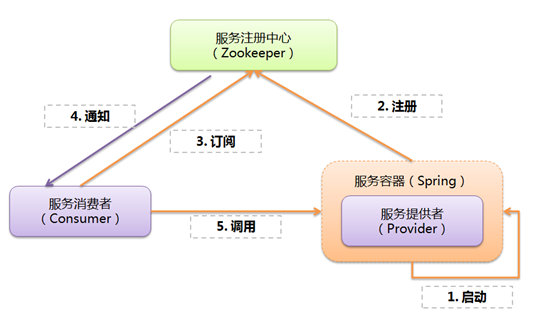 服务注册中心
（Zookeeper）
4. 通知
2. 注册
3. 订阅
服务容器（Spring）
服务消费者
（Consumer）
服务提供者
（Provider）
5. 调用
1. 启动